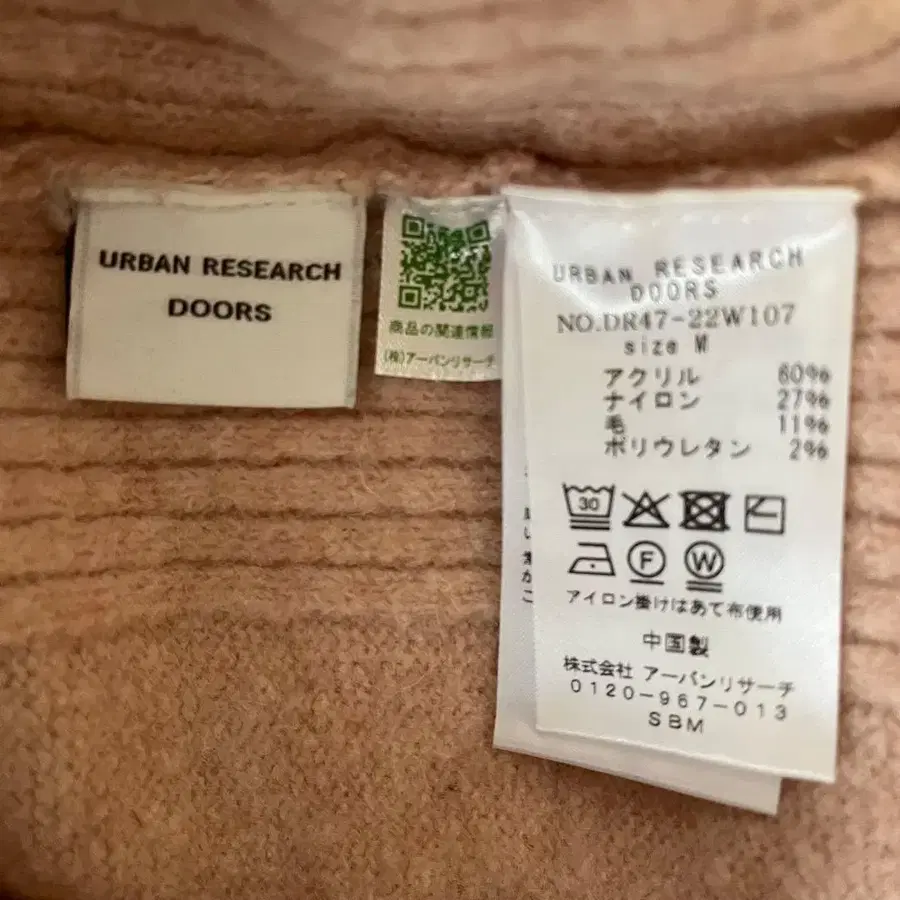 URBAN RESEARCH
DOORS
商品の関連情報
(株)アーバンリサーチ
URBAN RESEARCH
DOORS
NO.DR47-22W107
size M
アクリル 60%
ナイロン 27%
毛 11%
ポリウレタン 2%
30
F
W
アイロン掛けはあて布使用
中国製
株式会社 アーバンリサーチ
0120-967-013
SBM